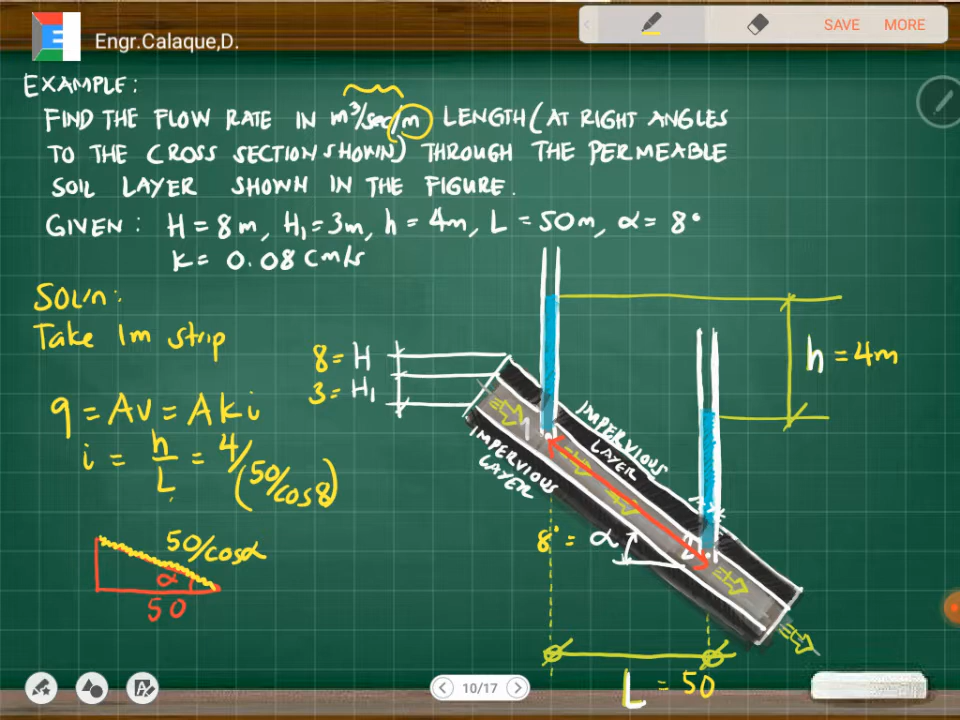 E
Engr.Calaque,D.
SAVE MORE
EXAMPLE:
FIND THE FLOW RATE IN m³/sec/m LENGTH (AT RIGHT ANGLES
TO THE CROSS SECTION SHOWN) THROUGH THE PERMEABLE
SOIL LAYER SHOWN IN THE FIGURE.
GIVEN: H = 8m, H₁=3m, h = 4m, L = 50m, α = 8°
K = 0.08 cm/s
SOL'n:
Take 1m strip
q = AV = AKi
i = h/L = 4/(50/cos8)
50/cosα
α
50
8 = H
3 = H₁
h = 4m
IMPERVIOUS LAYER
IMPERVIOUS LAYER
8° = α
L = 50
10/17